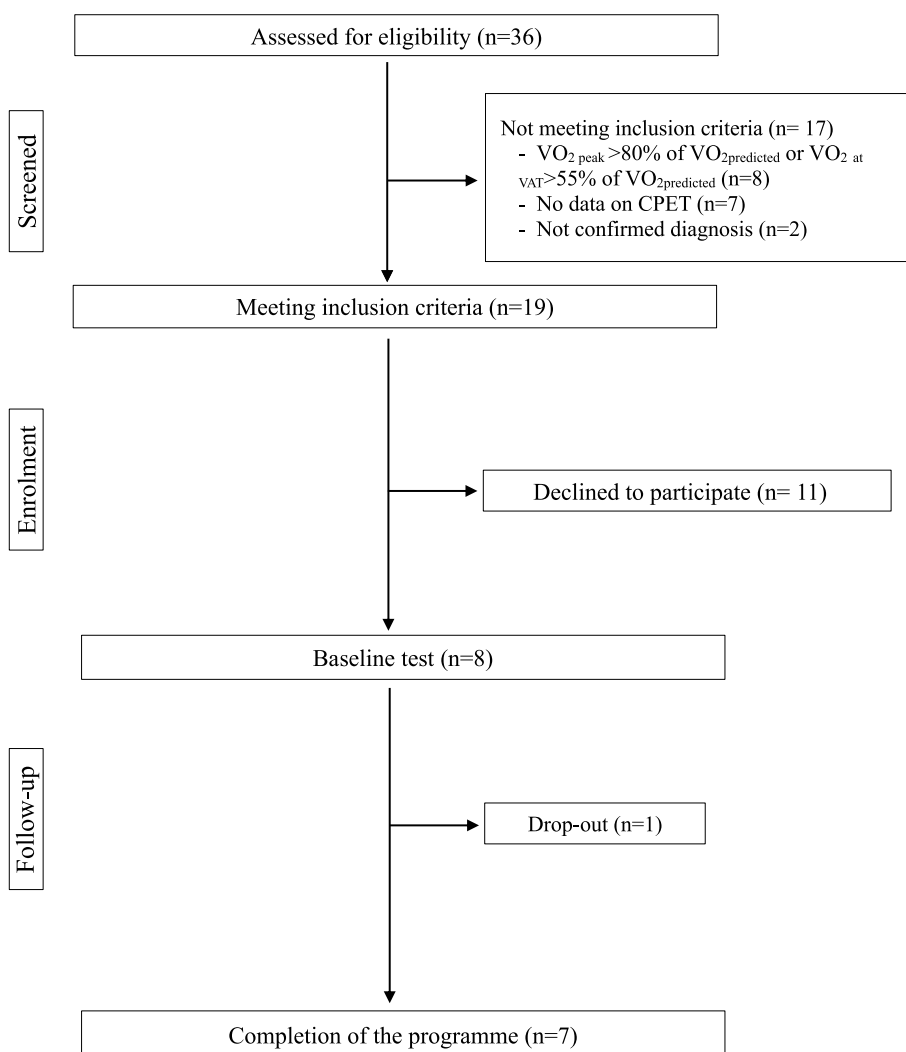 Assessed for eligibility (n=36)
Screened
Not meeting inclusion criteria (n= 17)
- VO2 peak >80% of VO2predicted or VO2 at
VAT>55% of VO2predicted (n=8)
- No data on CPET (n=7)
- Not confirmed diagnosis (n=2)
Meeting inclusion criteria (n=19)
Enrolment
Declined to participate (n= 11)
Baseline test (n=8)
Follow-up
Drop-out (n=1)
Completion of the programme (n=7)